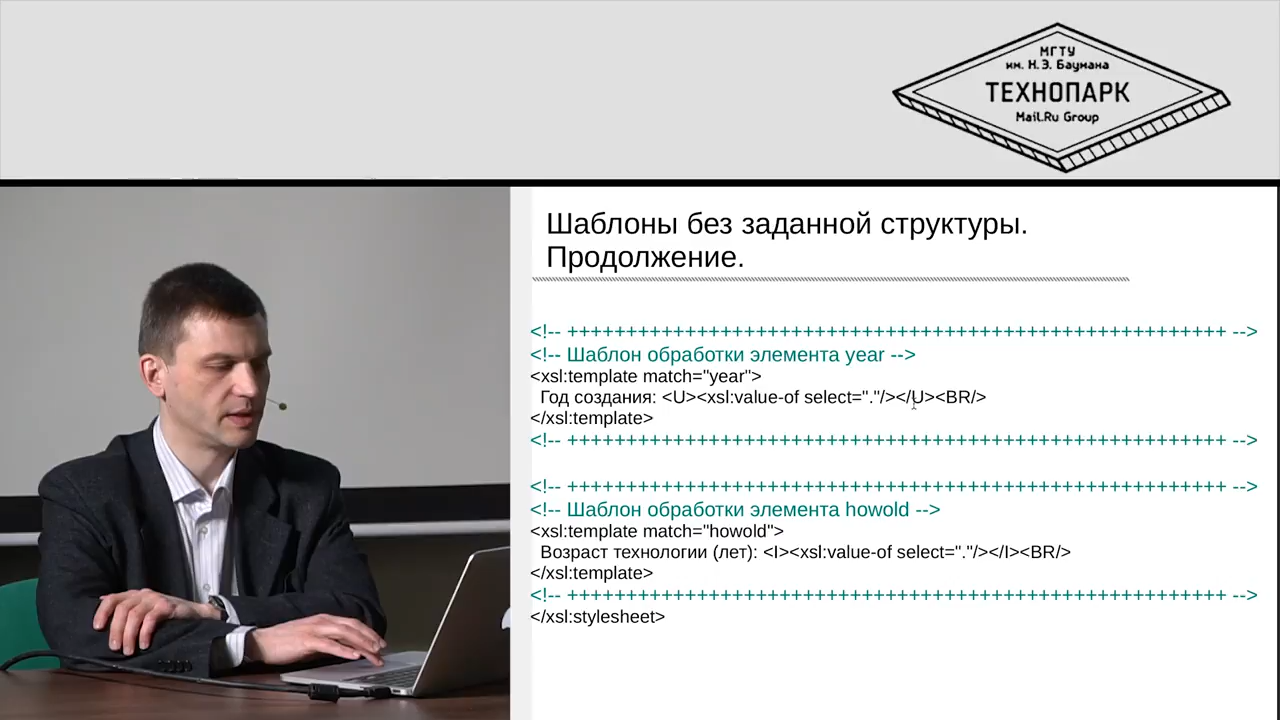 МГТУ
им. Н.Э. Баумана
ТЕХНОПАРК
Mail.Ru Group
Шаблоны без заданной структуры.
Продолжение.
<!-- ++++++++++++++++++++++++++++++++++++++++++++++++++++++++ -->
<!-- Шаблон обработки элемента year -->
<xsl:template match="year">
Год создания: <U><xsl:value-of select="."/></U><BR/>
</xsl:template>
<!-- ++++++++++++++++++++++++++++++++++++++++++++++++++++++++ -->
<!-- ++++++++++++++++++++++++++++++++++++++++++++++++++++++++ -->
<!-- Шаблон обработки элемента howold -->
<xsl:template match="howold">
Возраст технологии (лет): <I><xsl:value-of select="."/></I><BR/>
</xsl:template>
<!-- ++++++++++++++++++++++++++++++++++++++++++++++++++++++++ -->
</xsl:stylesheet>